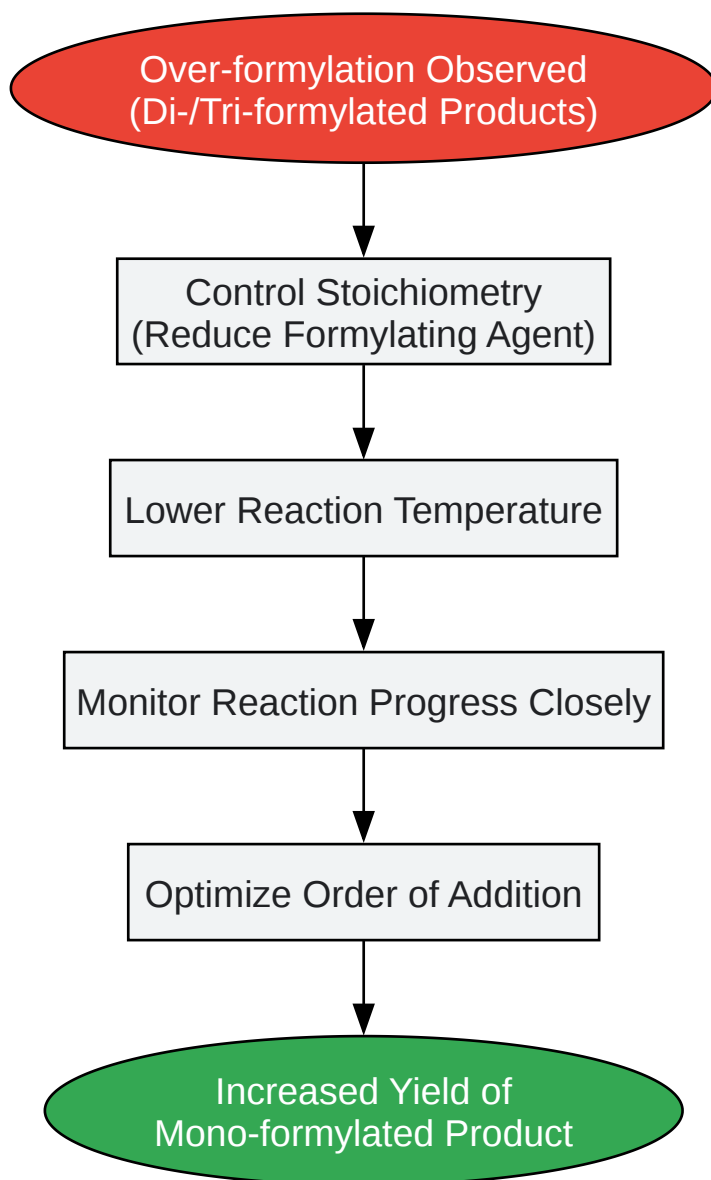 Over-formylation Observed
(Di-/Tri-formylated Products)
Control Stoichiometry
(Reduce Formylating Agent)
Lower Reaction Temperature
Monitor Reaction Progress Closely
Optimize Order of Addition
Increased Yield of
Mono-formylated Product